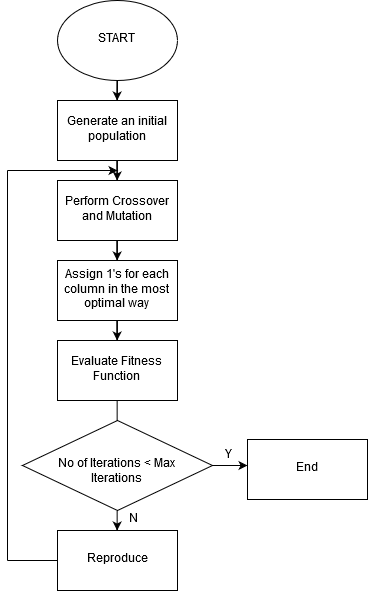 START
Generate an initial
population
Perform Crossover
and Mutation
Assign 1's for each
column in the most
optimal way
Evaluate Fitness
Function
No of Iterations < Max
Iterations
Y
End
N
Reproduce